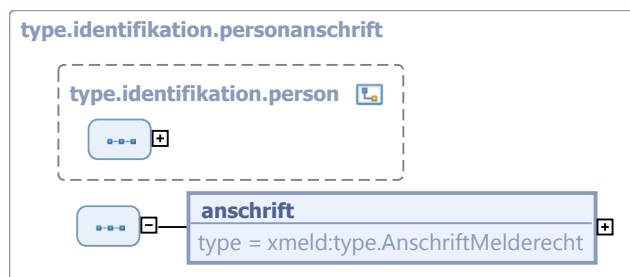 type.identifikation.personanschrift
type.identifikation.person
anschrift
type = xmeld:type.AnschriftMelderecht